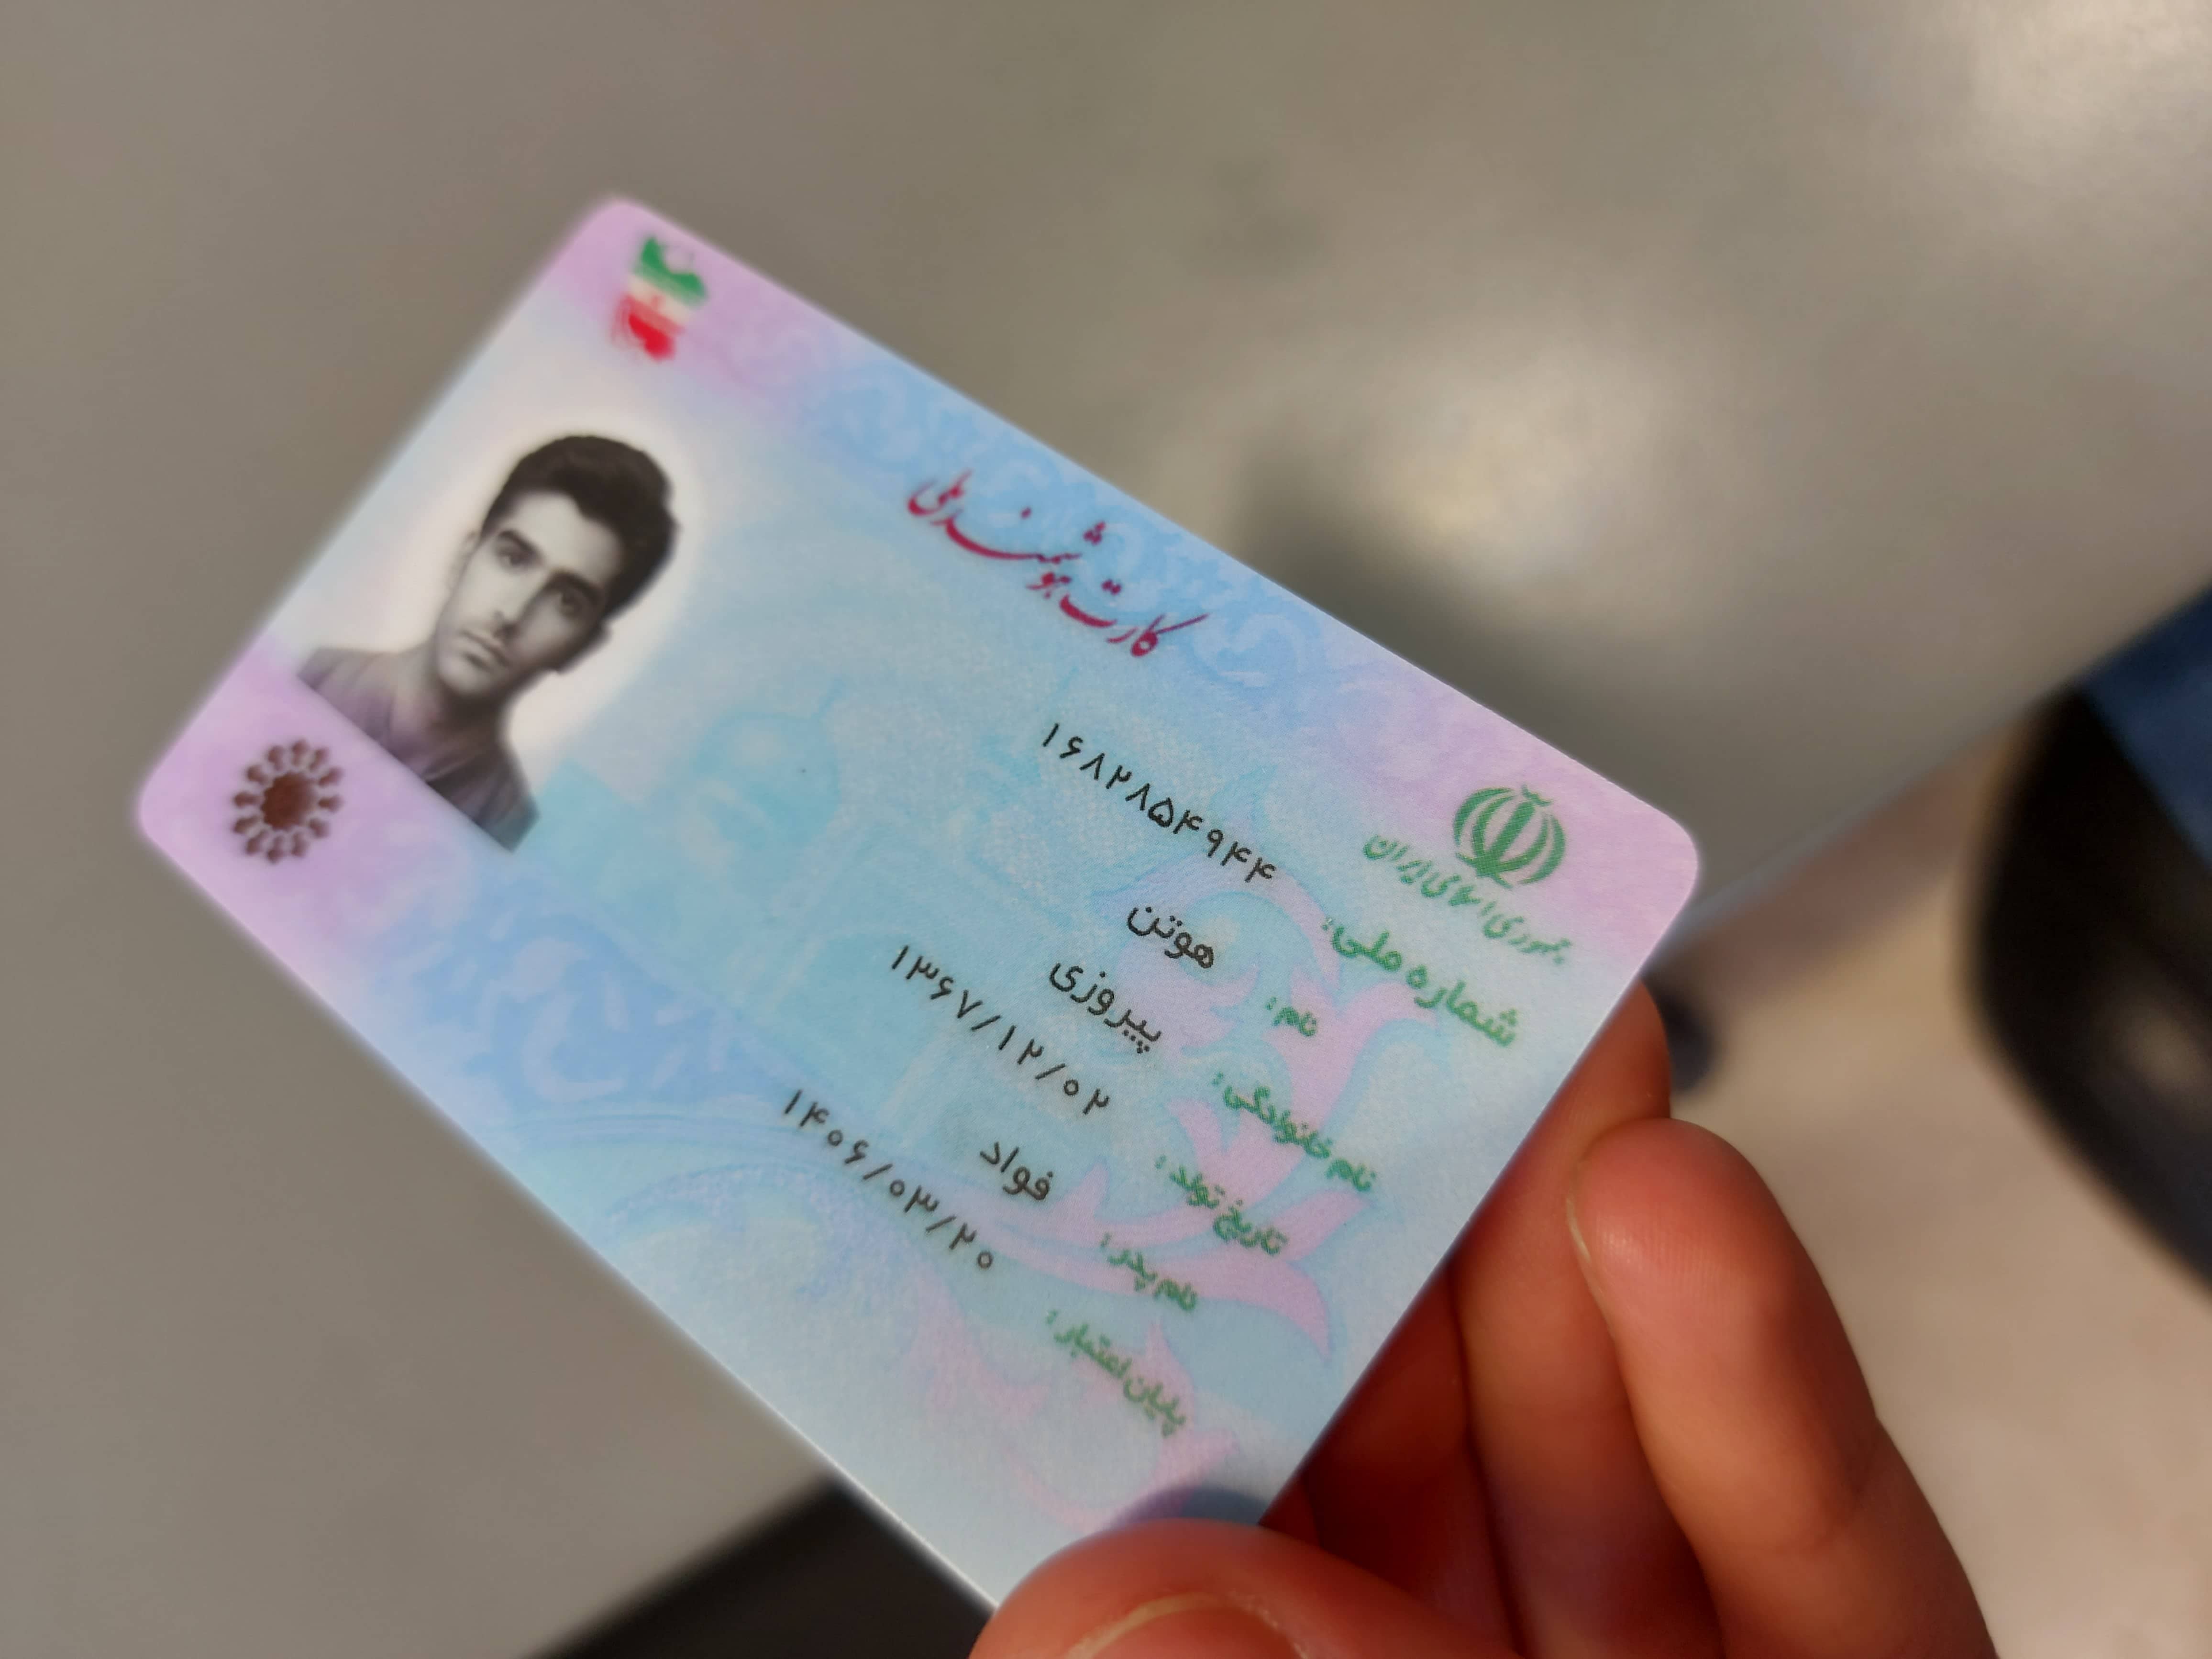 کارت هوشمند ملی
جمهوری اسلامی ایران
شماره ملی: ۱۶۸۲۸۵۴۹۴۴
نام: هوتن
نام خانوادگی: پیروزی
تاریخ تولد: ۱۳۶۷/۱۲/۰۲
نام پدر: فواد
پایان اعتبار: ۱۴۰۶/۰۳/۲۰